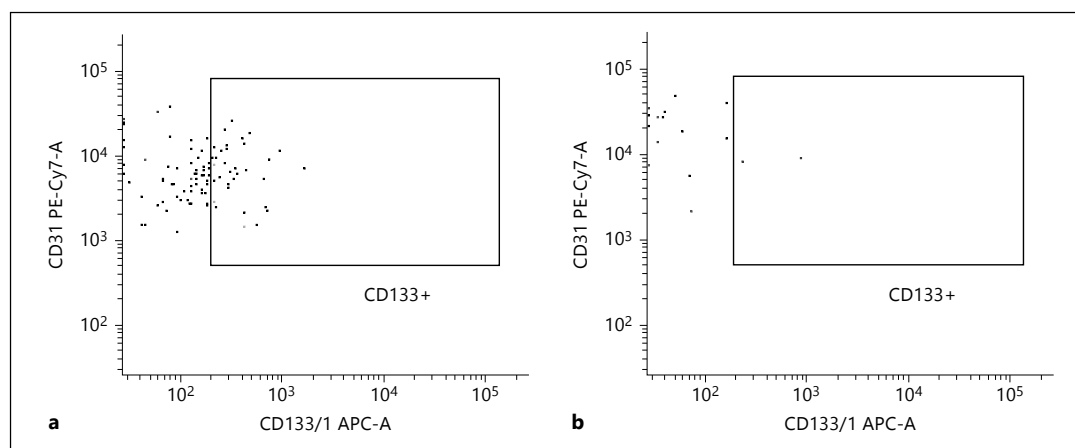 10⁵
10⁴
10³
10²
CD31 PE-Cy7-A
CD133+
10² 10³ 10⁴ 10⁵
CD133/1 APC-A
a
10⁵
10⁴
10³
10²
CD31 PE-Cy7-A
CD133+
10² 10³ 10⁴ 10⁵
CD133/1 APC-A
b